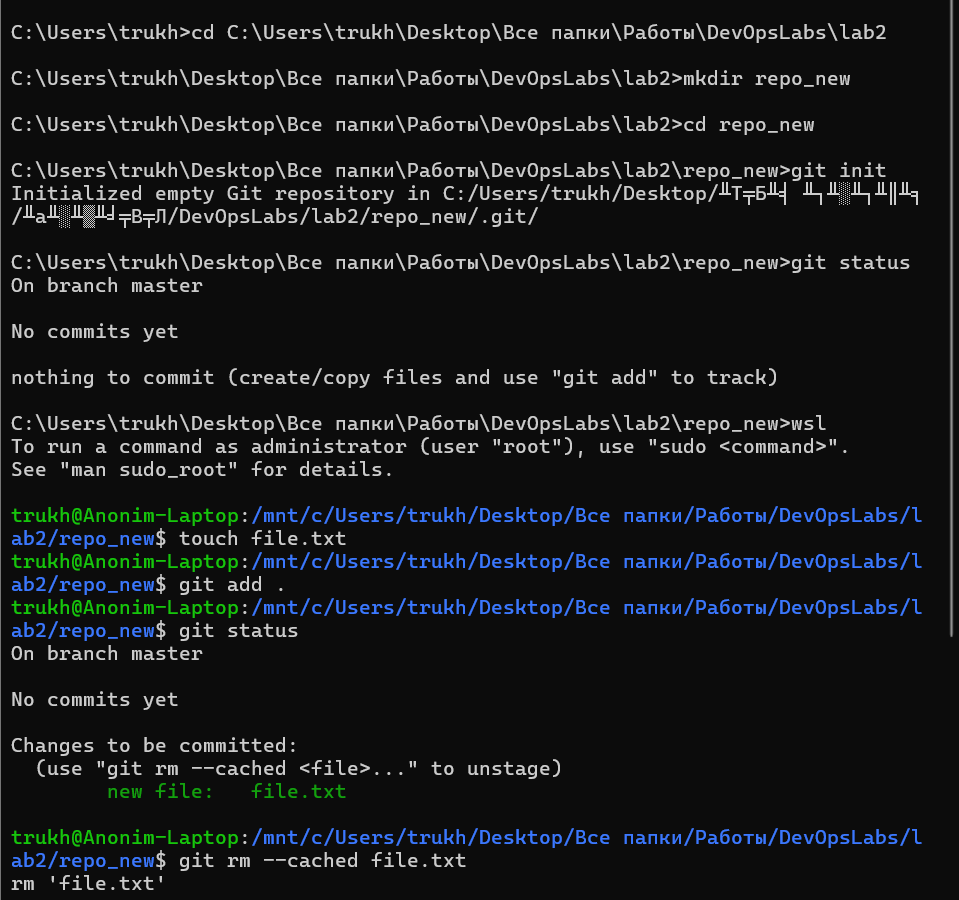 C:\Users\trukh>cd C:\Users\trukh\Desktop\Все папки\Работы\DevOpsLabs\lab2
C:\Users\trukh\Desktop\Все папки\Работы\DevOpsLabs\lab2>mkdir repo_new
C:\Users\trukh\Desktop\Все папки\Работы\DevOpsLabs\lab2>cd repo_new
C:\Users\trukh\Desktop\Все папки\Работы\DevOpsLabs\lab2\repo_new>git init
Initialized empty Git repository in C:/Users/trukh/Desktop/╨Т╤Б╨╡ ╨┐╨░╨┐╨║╨╕
/╨а╨░╨▒╨╛╤В╤Л/DevOpsLabs/lab2/repo_new/.git/
C:\Users\trukh\Desktop\Все папки\Работы\DevOpsLabs\lab2\repo_new>git status
On branch master
No commits yet
nothing to commit (create/copy files and use "git add" to track)
C:\Users\trukh\Desktop\Все папки\Работы\DevOpsLabs\lab2\repo_new>wsl
To run a command as administrator (user "root"), use "sudo <command>".
See "man sudo_root" for details.
trukh@Anonim-Laptop:/mnt/c/Users/trukh/Desktop/Все папки/Работы/DevOpsLabs/l
ab2/repo_new$ touch file.txt
trukh@Anonim-Laptop:/mnt/c/Users/trukh/Desktop/Все папки/Работы/DevOpsLabs/l
ab2/repo_new$ git add .
trukh@Anonim-Laptop:/mnt/c/Users/trukh/Desktop/Все папки/Работы/DevOpsLabs/l
ab2/repo_new$ git status
On branch master
No commits yet
Changes to be committed:
(use "git rm --cached <file>..." to unstage)
new file:   file.txt
trukh@Anonim-Laptop:/mnt/c/Users/trukh/Desktop/Все папки/Работы/DevOpsLabs/l
ab2/repo_new$ git rm --cached file.txt
rm 'file.txt'